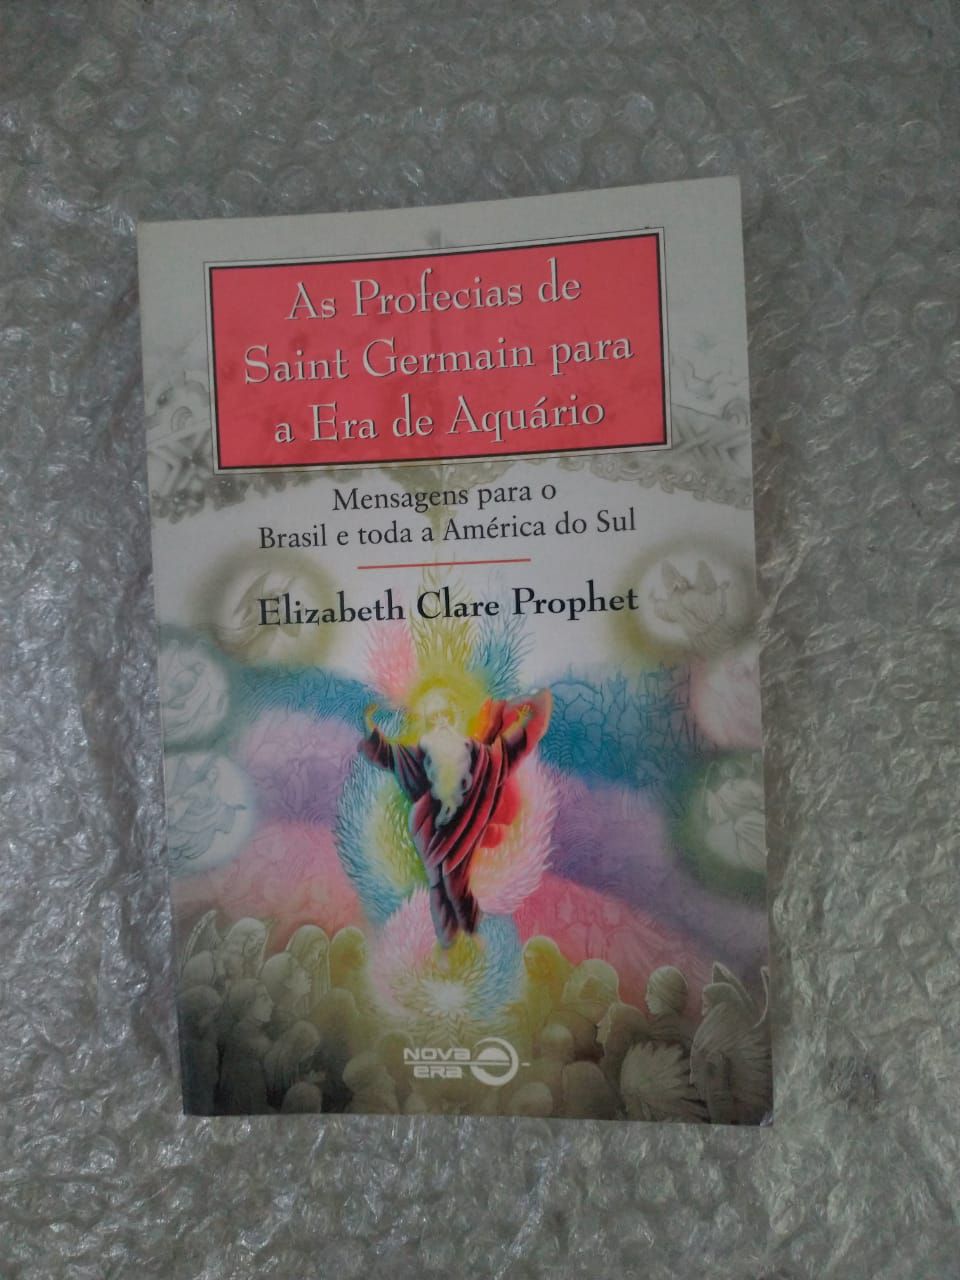 As Profecias de
Saint Germain para
a Era de Aquário
Mensagens para o
Brasil e toda a América do Sul
Elizabeth Clare Prophet
NOVA
ERA